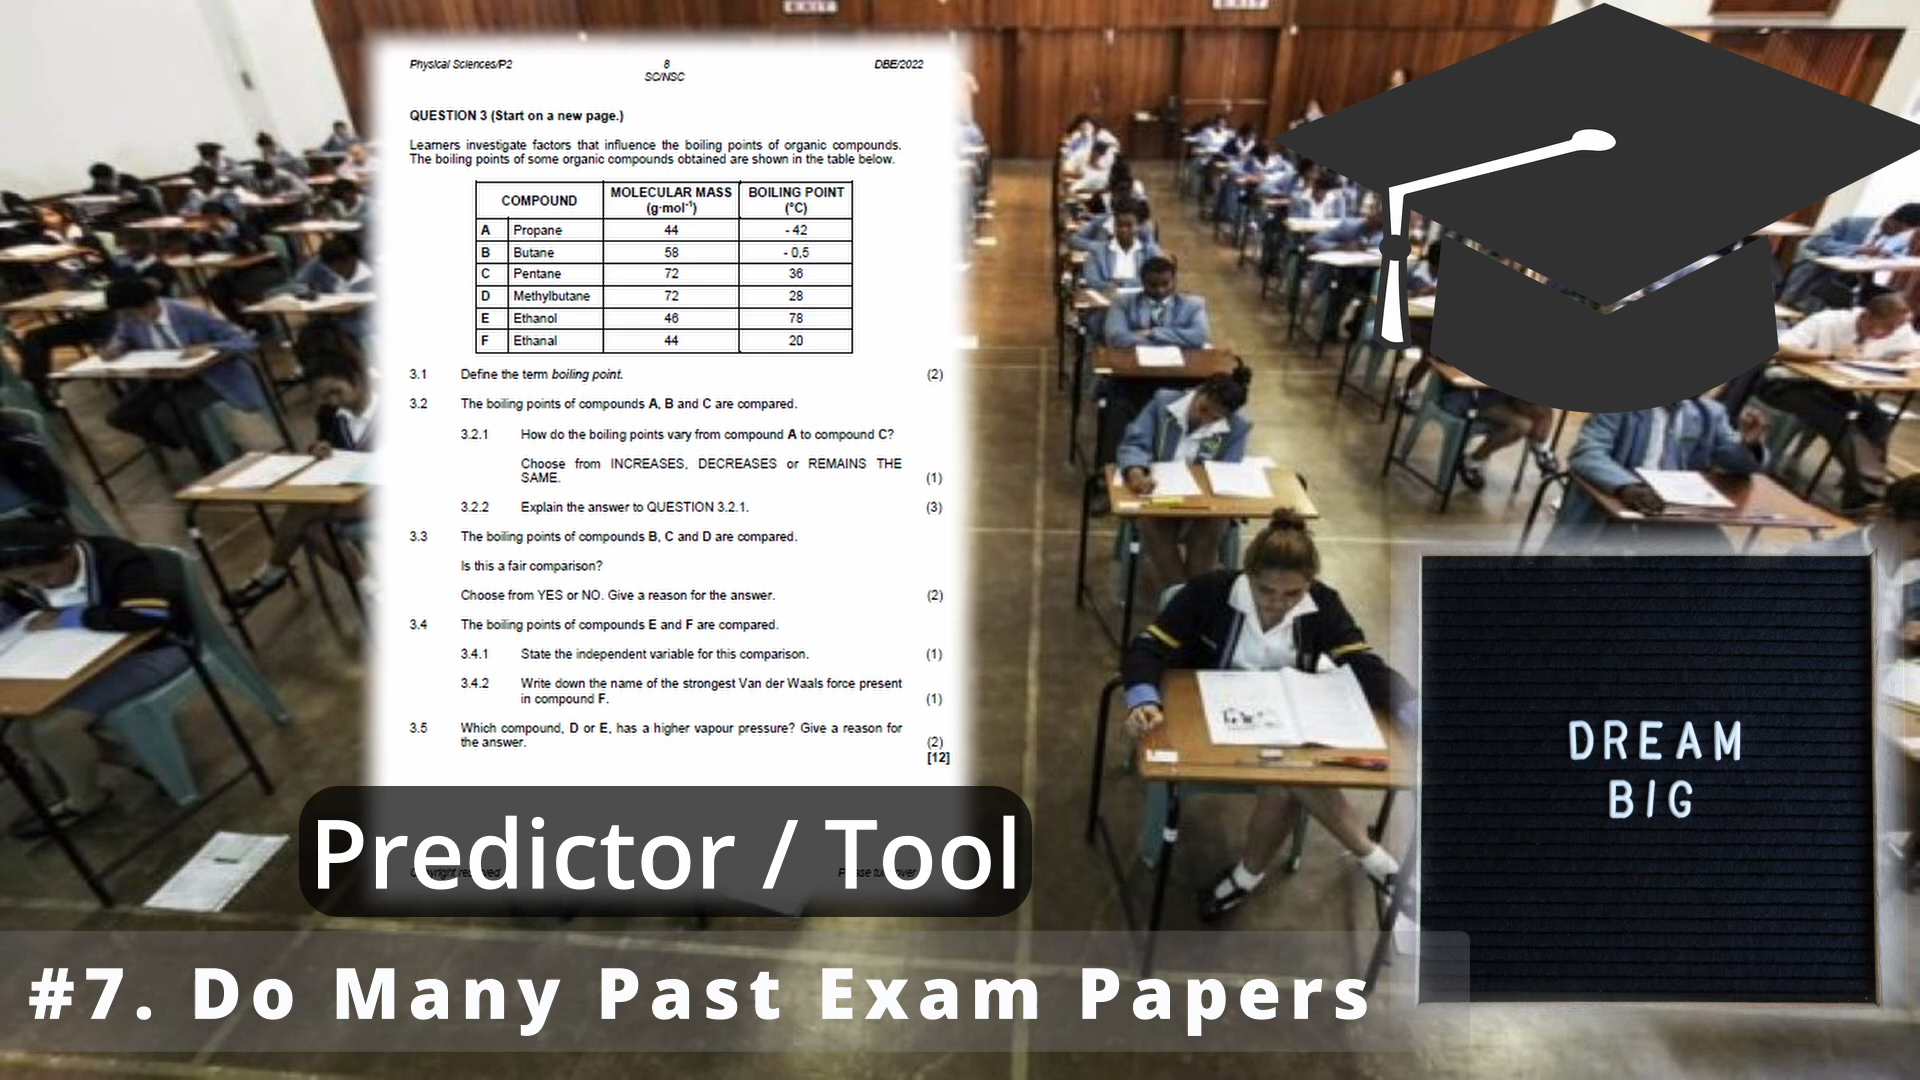 EXIT
EXIT
Physical Sciences/P2 8 DBE/2022
SC/NSC
QUESTION 3 (Start on a new page.)
Learners investigate factors that influence the boiling points of organic compounds.
The boiling points of some organic compounds obtained are shown in the table below.
COMPOUND MOLECULAR MASS (g·mol⁻¹) BOILING POINT (°C)
A Propane 44 - 42
B Butane 58 - 0,5
C Pentane 72 36
D Methylbutane 72 28
E Ethanol 46 78
F Ethanal 44 20
3.1 Define the term boiling point. (2)
3.2 The boiling points of compounds A, B and C are compared.
3.2.1 How do the boiling points vary from compound A to compound C?
Choose from INCREASES, DECREASES or REMAINS THE
SAME. (1)
3.2.2 Explain the answer to QUESTION 3.2.1. (3)
3.3 The boiling points of compounds B, C and D are compared.
Is this a fair comparison?
Choose from YES or NO. Give a reason for the answer. (2)
3.4 The boiling points of compounds E and F are compared.
3.4.1 State the independent variable for this comparison. (1)
3.4.2 Write down the name of the strongest Van der Waals force present
in compound F. (1)
3.5 Which compound, D or E, has a higher vapour pressure? Give a reason for
the answer. (2)
[12]
DREAM
BIG
Predictor / Tool
#7. Do Many Past Exam Papers